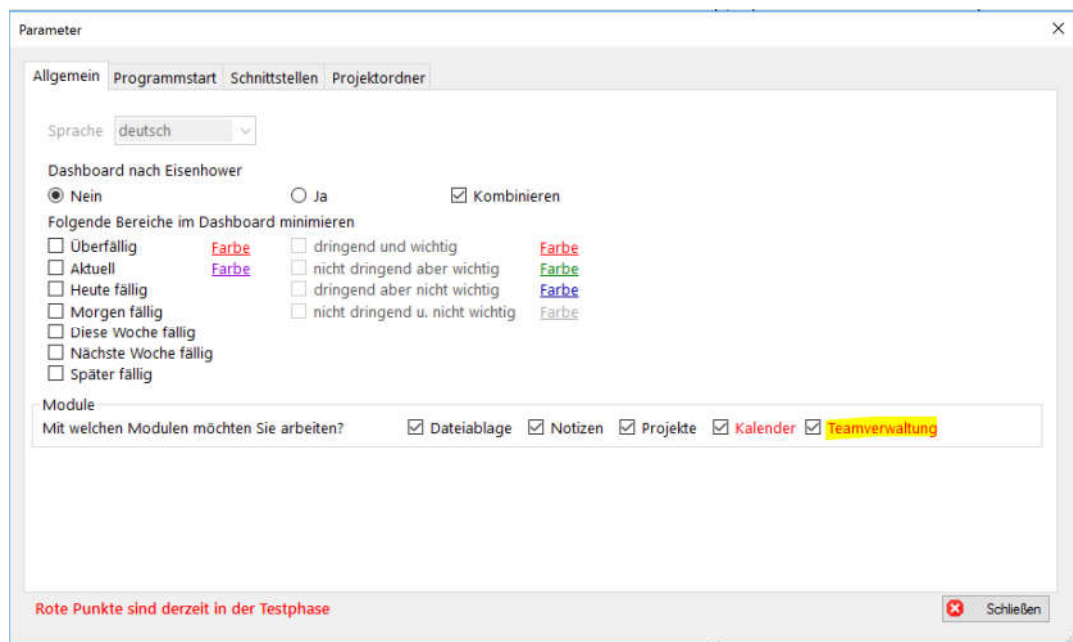 Parameter
Allgemein Programmstart Schnittstellen Projektordner
Sprache deutsch
Dashboard nach Eisenhower
Nein Ja Kombinieren
Folgende Bereiche im Dashboard minimieren
Überfällig Farbe dringend und wichtig Farbe
Aktuell Farbe nicht dringend aber wichtig Farbe
Heute fällig dringend aber nicht wichtig Farbe
Morgen fällig nicht dringend u. nicht wichtig Farbe
Diese Woche fällig
Nächste Woche fällig
Später fällig
Module
Mit welchen Modulen möchten Sie arbeiten? Dateiablage Notizen Projekte Kalender Teamverwaltung
Rote Punkte sind derzeit in der Testphase Schließen